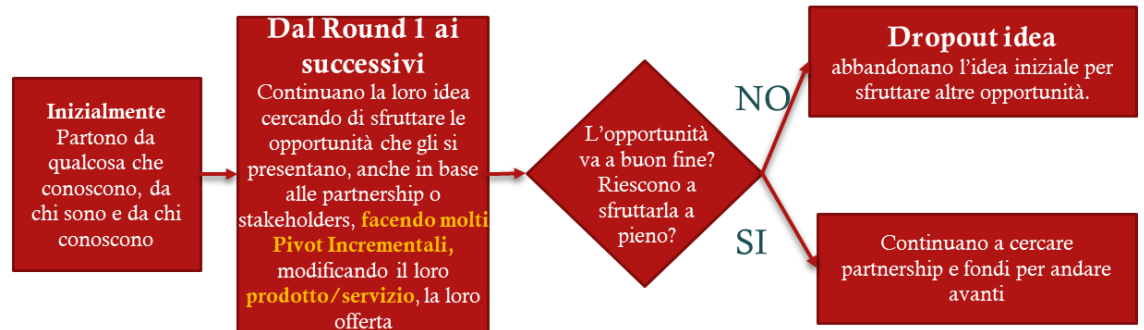 Inizialmente
Partono da
qualcosa che
conoscono, da
chi sono e da chi
conoscono
Dal Round 1 ai
successivi
Continuano la loro idea
cercando di sfruttare le
opportunità che gli si
presentano, anche in base
alle partnership o
stakeholders, facendo molti
Pivot Incrementali,
modificando il loro
prodotto/servizio, la loro
offerta
L’opportunità
va a buon fine?
Riescono a
sfruttarla a
pieno?
NO
Dropout idea
abbandonano l’idea iniziale per
sfruttare altre opportunità.
SI
Continuano a cercare
partnership e fondi per andare
avanti